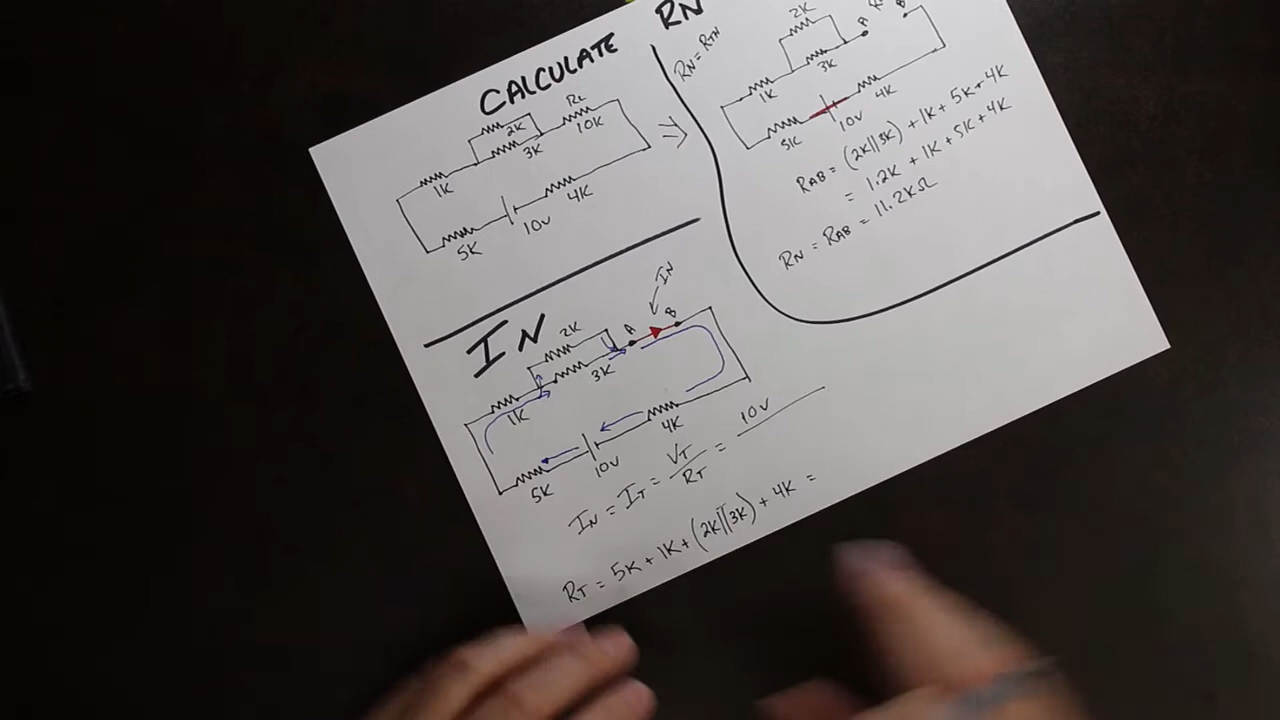 CALCULATE RN
2K
RL
10K
3K
1K
4K
10V
5K
RN = RTH
2K
A
B
3K
1K
4K
10V
5K
RAB = (2K||3K) + 1K + 5K + 4K
= 1.2K + 1K + 5K + 4K
RN = RAB = 11.2KΩ
IN
IN
2K
A
B
3K
1K
4K
10V
5K
IN = IT = VT/RT = 10V
RT = 5K + 1K + (2K||3K) + 4K =